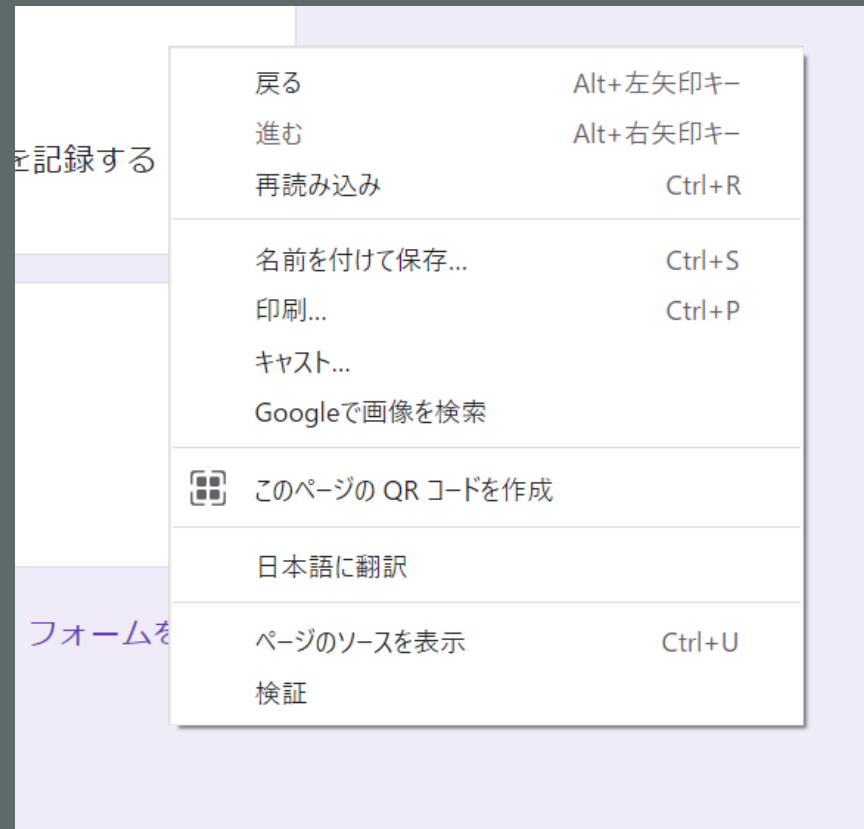 戻る Alt+左矢印キー
進む Alt+右矢印キー
を記録する
再読み込み Ctrl+R
名前を付けて保存... Ctrl+S
印刷... Ctrl+P
キャスト...
Googleで画像を検索
このページの QR コードを作成
日本語に翻訳
フォームを
ページのソースを表示 Ctrl+U
検証